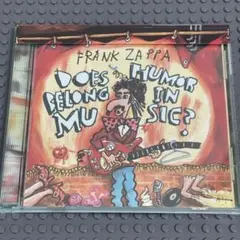 FRANK ZAPPA
DOES HUMOR
BELONG IN
MUSIC?